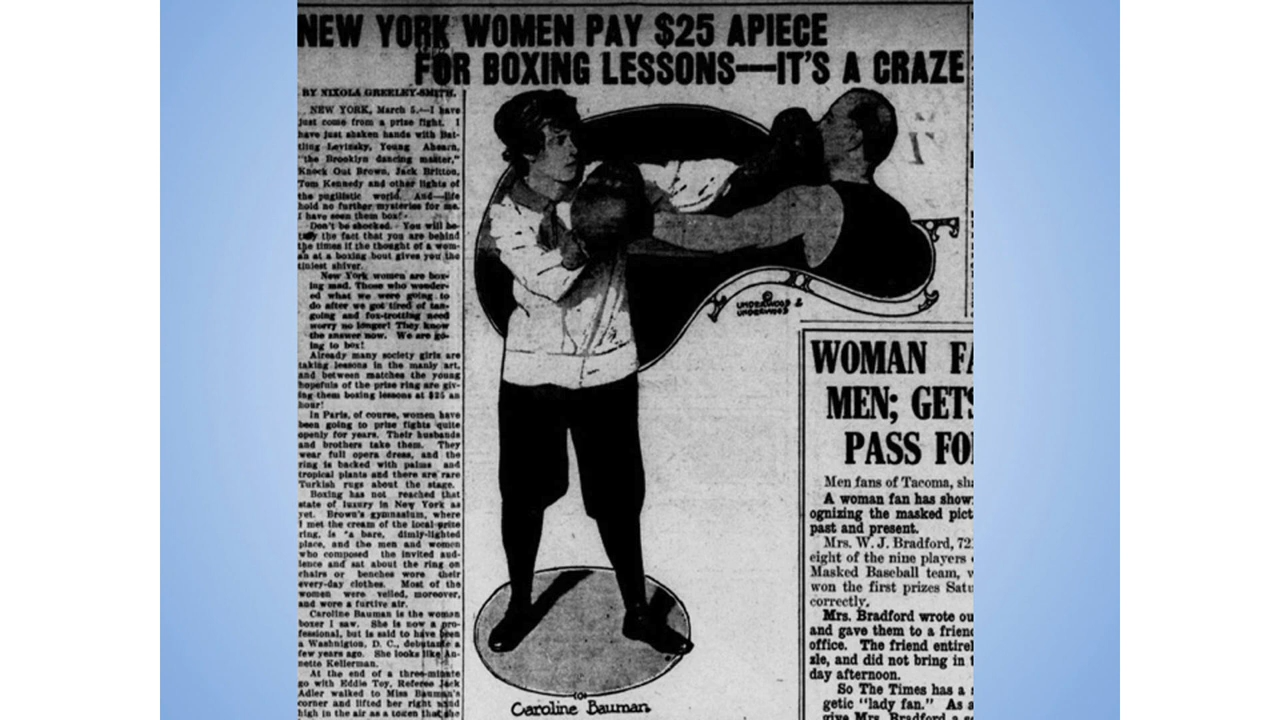 NEW YORK WOMEN PAY $25 APIECE
FOR BOXING LESSONS—IT'S A CRAZE
BY NIXOLA GREELEY-SMITH.
NEW YORK, March 5.—I have
just come from a prize fight. I
have just shaken hands with Bat-
tling Levinsky, Young Ahearn,
"the Brooklyn dancing master,"
Knock Out Brown, Jack Britton,
Tom Kennedy and other lights of
the pugilistic world. And—life
hold no further mysteries for me.
I have seen them box!
Don't be shocked. You will be-
the fact that you are behind
the times if the thought of a wom-
an at a boxing bout gives you the
tiniest shiver.
New York women are box-
ing mad. Those who wonder-
ed what we were going to
do after we got tired of tan-
going and fox-trotting need
worry no longer! They know
the answer now. We are go-
ing to box!
Already many society girls are
taking lessons in the manly art,
and between matches the young
hopefuls of the prize ring are giv-
ing them boxing lessons at $25 an
hour!
In Paris, of course, women have
been going to prize fights quite
openly for years. Their husbands
and brothers take them. They
wear full opera dress, and the
ring is backed with palms and
tropical plants and there are rare
Turkish rugs about the stage.
Boxing has not reached that
state of luxury in New York as
yet. Brown's gymnasium, where
I met the cream of the local prize
ring, is a bare, dimly-lighted
place, and the men and women
who composed the invited aud-
ience and sat about the ring on
chairs or benches wore their
every-day clothes. Most of the
women were veiled, moreover,
and wore a furtive air.
Caroline Bauman is the woman
boxer I saw. She is now a pro-
fessional, but is said to have been
a Washnigton, D. C., debutante a
few years ago. She looks like An-
nette Kellerman.
At the end of a three-minute
go with Eddie Toy, Referee Jack
Adler walked to Miss Bauman's
corner and lifted her right hand
high in the air as a token that she
©
UNDERWOOD &
UNDERWOOD
Caroline Bauman
WOMAN FA
MEN; GETS
PASS FO
Men fans of Tacoma, sha
A woman fan has show
ognizing the masked pict
past and present.
Mrs. W. J. Bradford, 72
eight of the nine players
Masked Baseball team, w
won the first prizes Satu
correctly.
Mrs. Bradford wrote ou
and gave them to a friend
office. The friend entirel
zle, and did not bring in t
day afternoon.
So The Times has a
getic "lady fan." As a
give Mrs. Bradford a se